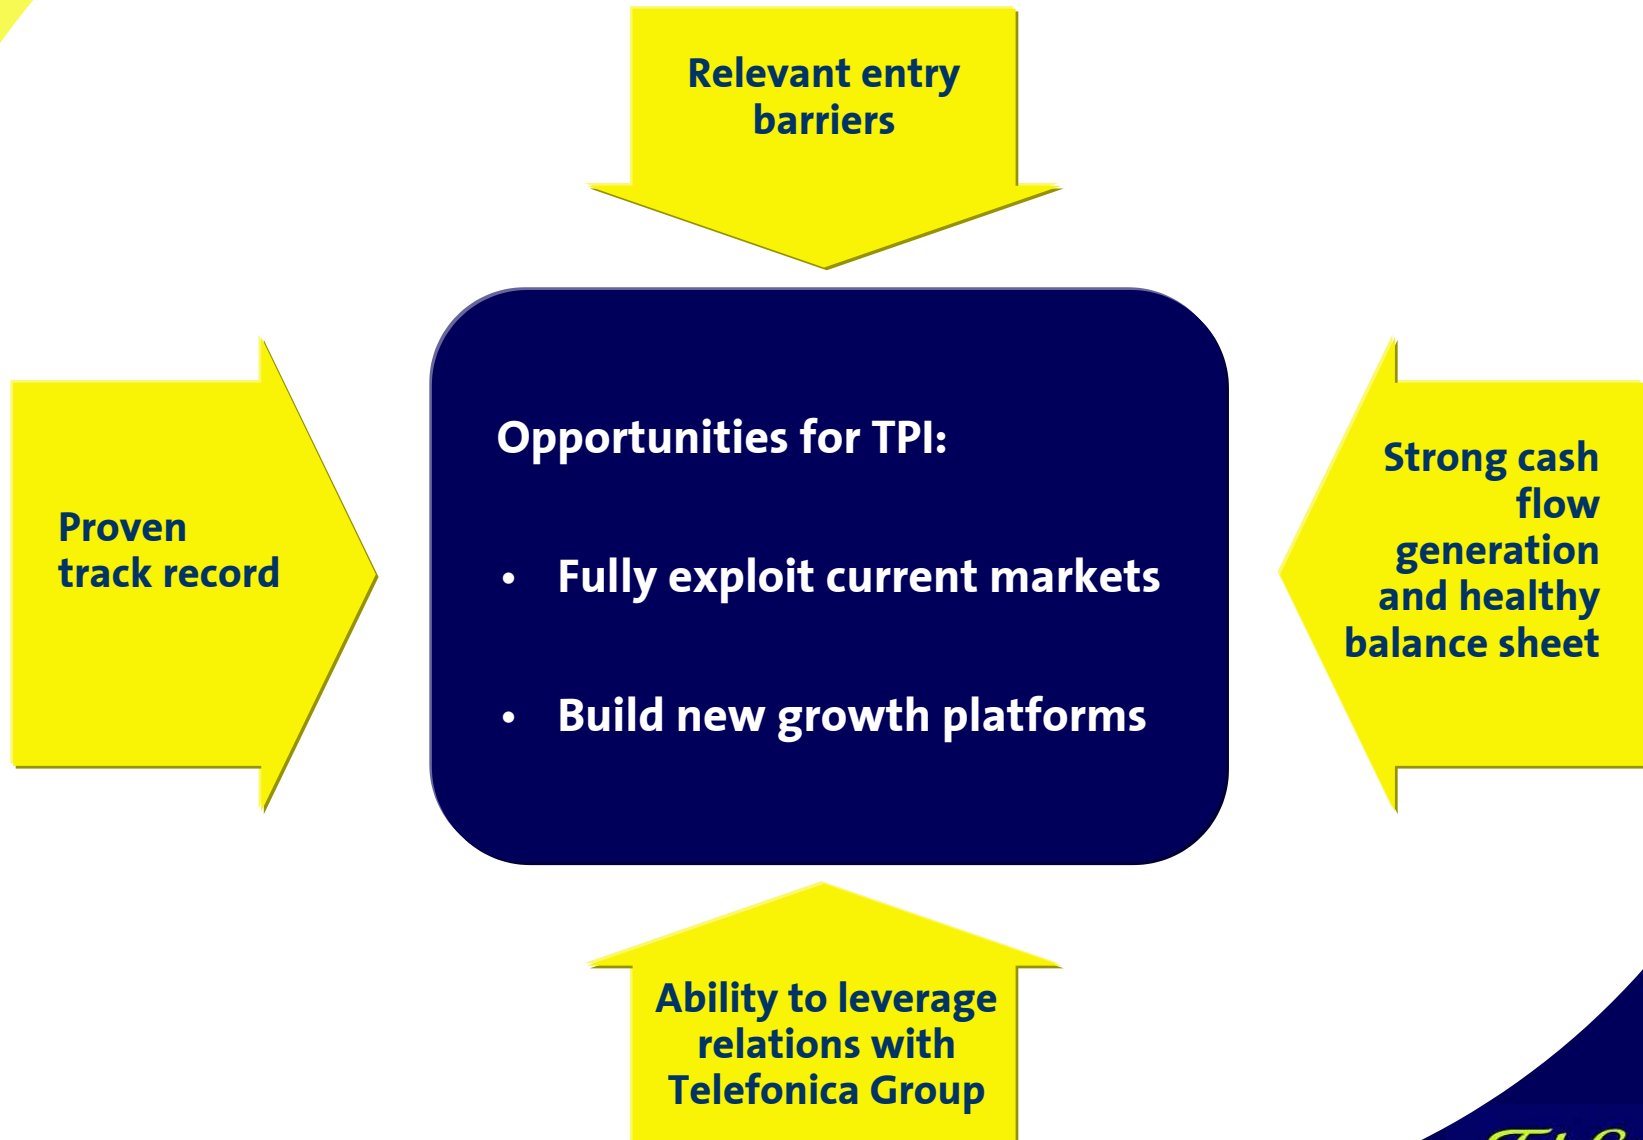 Relevant entry
barriers
Proven
track record
Opportunities for TPI:
• Fully exploit current markets
• Build new growth platforms
Strong cash
flow
generation
and healthy
balance sheet
Ability to leverage
relations with
Telefonica Group